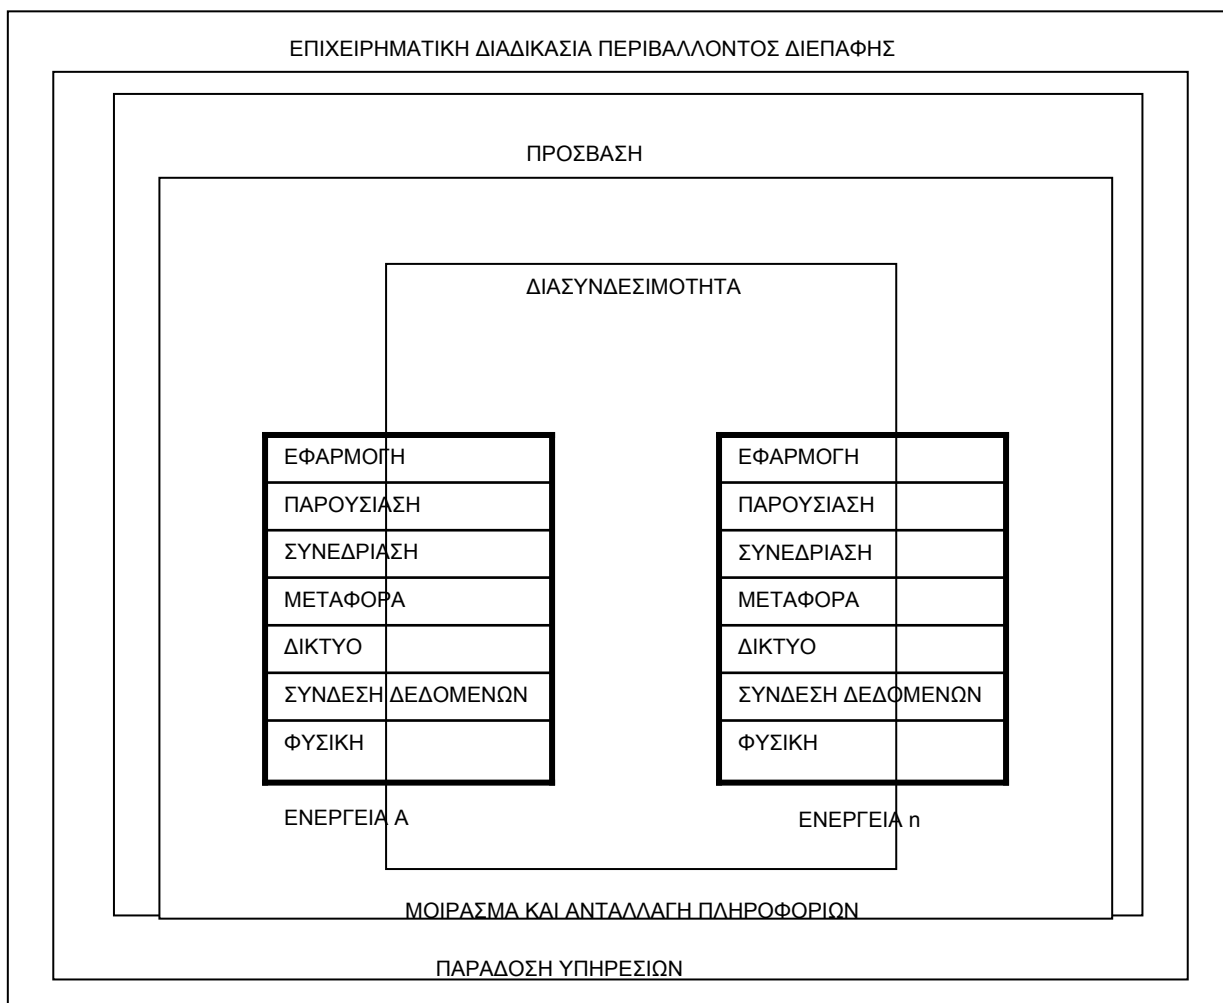 ΕΠΙΧΕΙΡΗΜΑΤΙΚΗ ΔΙΑΔΙΚΑΣΙΑ ΠΕΡΙΒΑΛΛΟΝΤΟΣ ΔΙΕΠΑΦΗΣ
ΠΡΟΣΒΑΣΗ
ΔΙΑΣΥΝΔΕΣΙΜΟΤΗΤΑ
ΕΦΑΡΜΟΓΗ
ΠΑΡΟΥΣΙΑΣΗ
ΣΥΝΕΔΡΙΑΣΗ
ΜΕΤΑΦΟΡΑ
ΔΙΚΤΥΟ
ΣΥΝΔΕΣΗ ΔΕΔΟΜΕΝΩΝ
ΦΥΣΙΚΗ
ΕΝΕΡΓΕΙΑ Α
ΕΦΑΡΜΟΓΗ
ΠΑΡΟΥΣΙΑΣΗ
ΣΥΝΕΔΡΙΑΣΗ
ΜΕΤΑΦΟΡΑ
ΔΙΚΤΥΟ
ΣΥΝΔΕΣΗ ΔΕΔΟΜΕΝΩΝ
ΦΥΣΙΚΗ
ΕΝΕΡΓΕΙΑ n
ΜΟΙΡΑΣΜΑ ΚΑΙ ΑΝΤΑΛΛΑΓΗ ΠΛΗΡΟΦΟΡΙΩΝ
ΠΑΡΑΔΟΣΗ ΥΠΗΡΕΣΙΩΝ